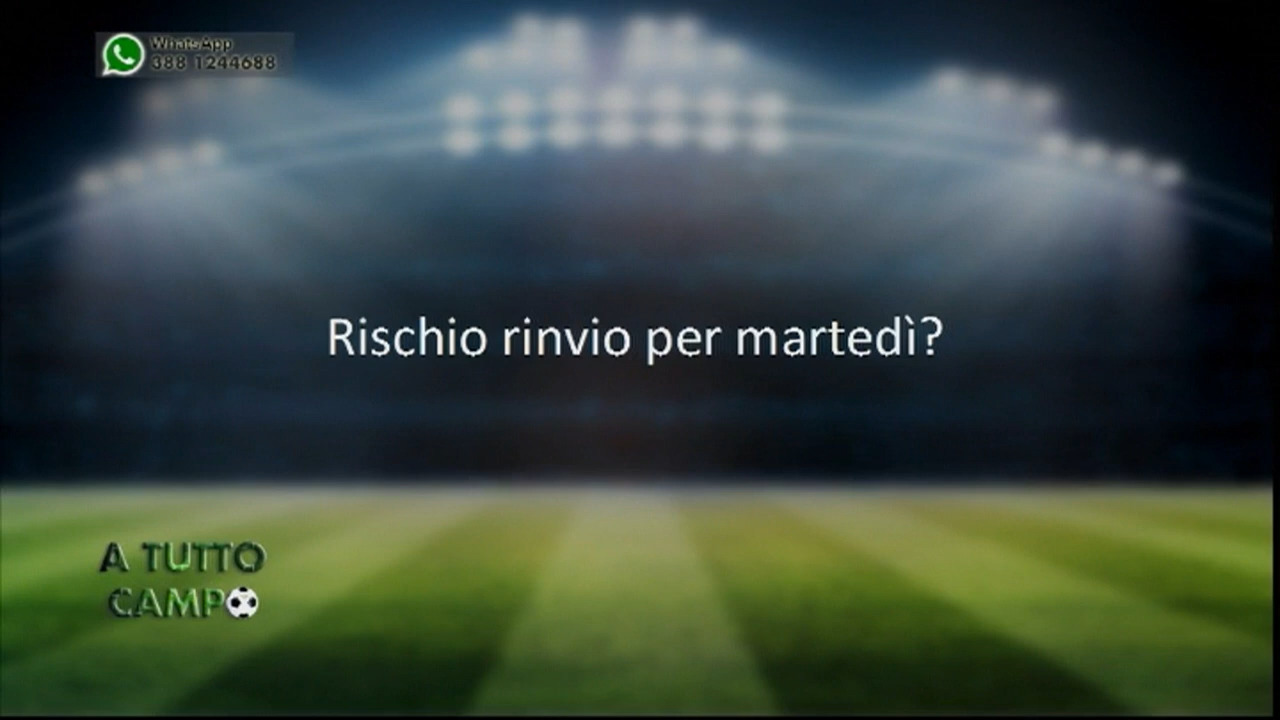 WhatsApp
388 1244688
Rischio rinvio per martedì?
A TUTTO
CAMPO